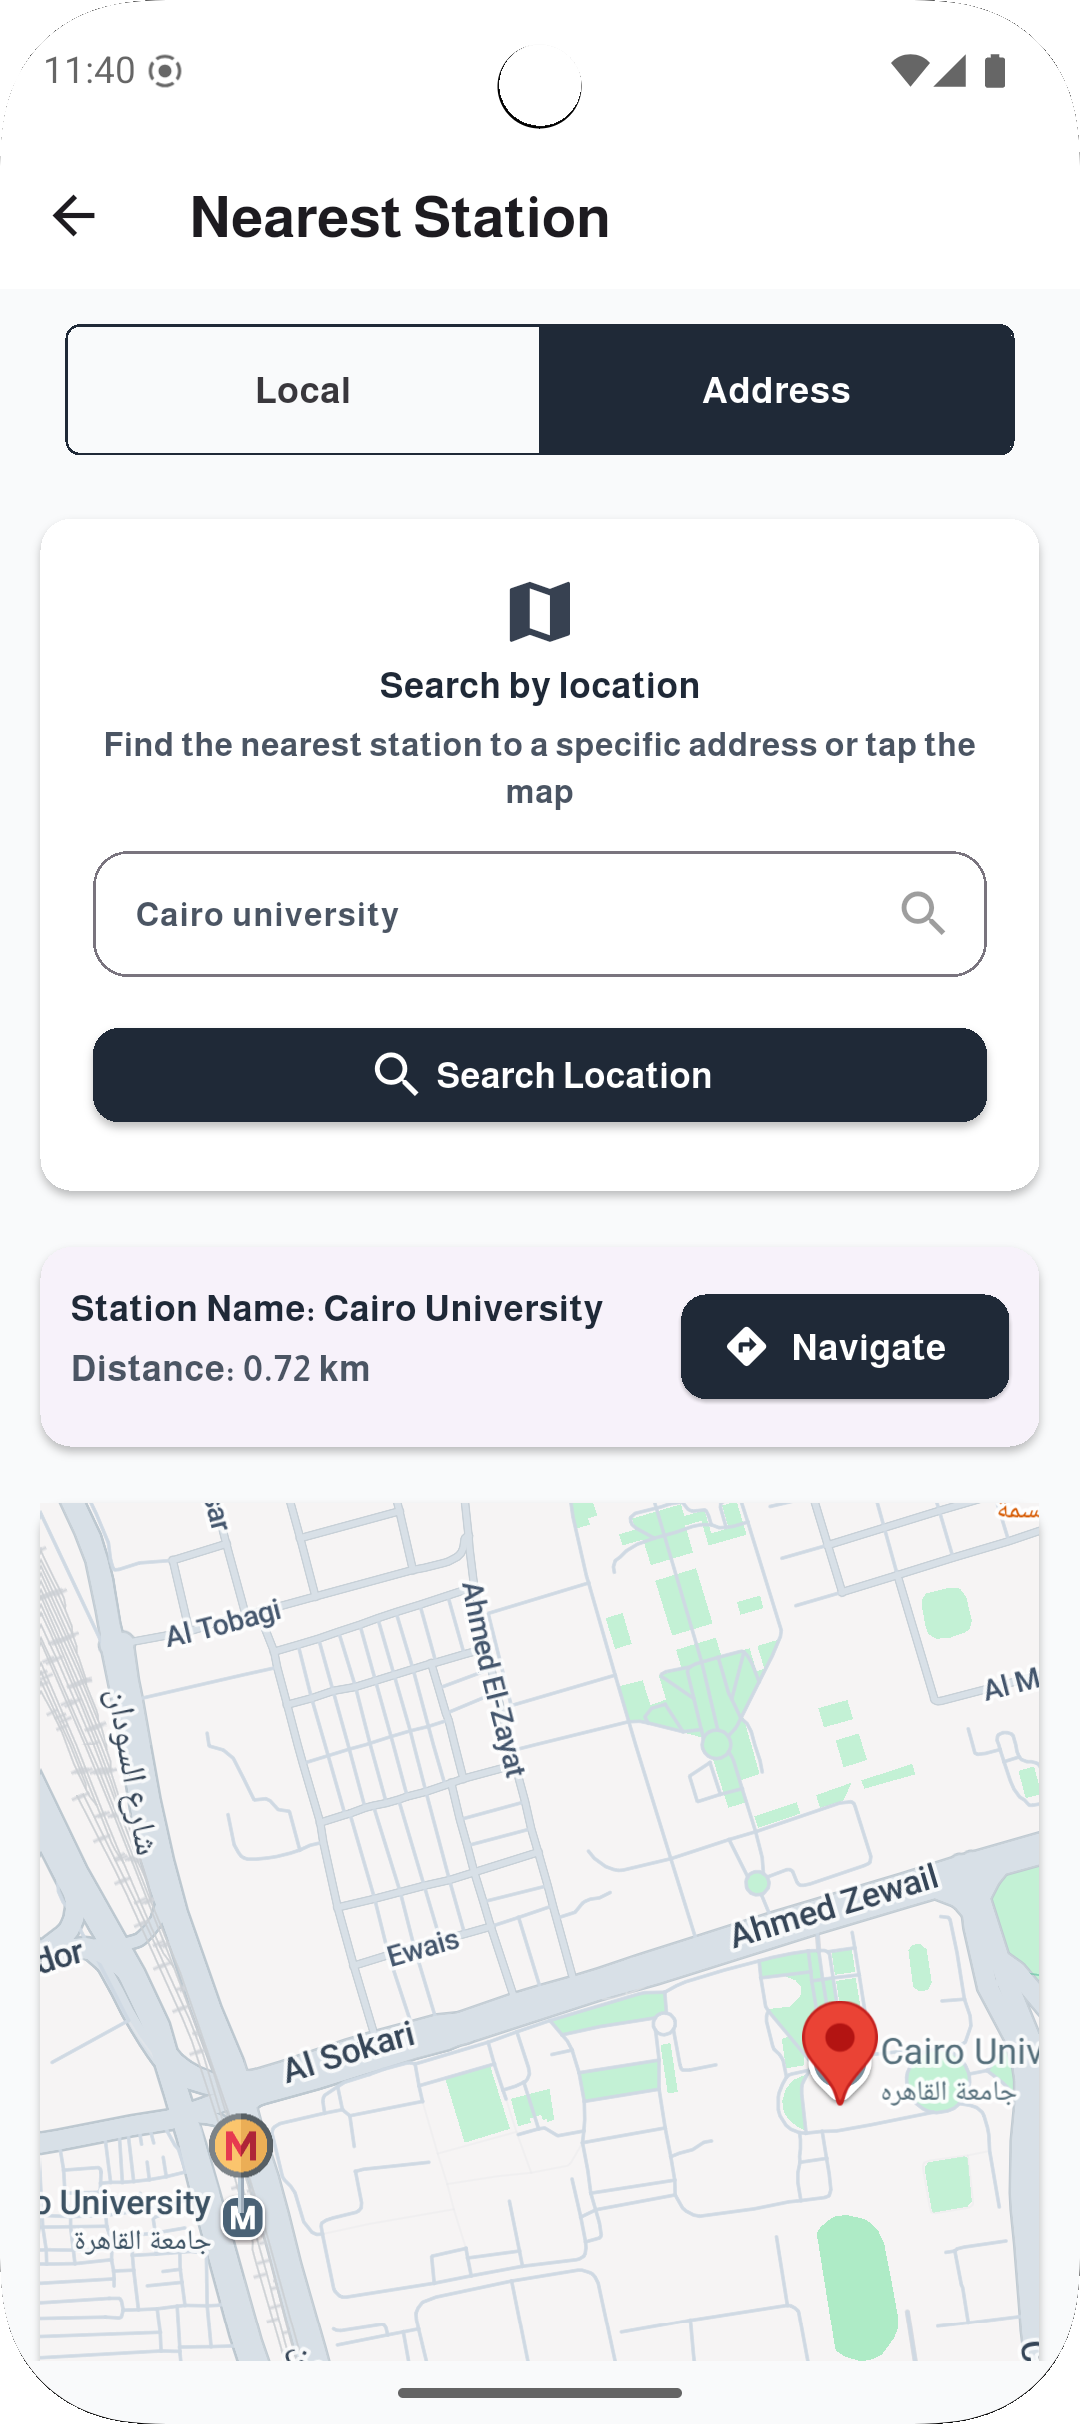 11:40
Nearest Station
Local
Address
Search by location
Find the nearest station to a specific address or tap the
map
Cairo university
Search Location
Station Name: Cairo University
Distance: 0.72 km
Navigate
Al Tobagi
Ahmed El-Zayat
Al M
شارع السودان
Ahmed Zewail
Ewais
dor
Al Sokari
Cairo Univ
جامعة القاهره
M
o University
M
جامعة القاهرة